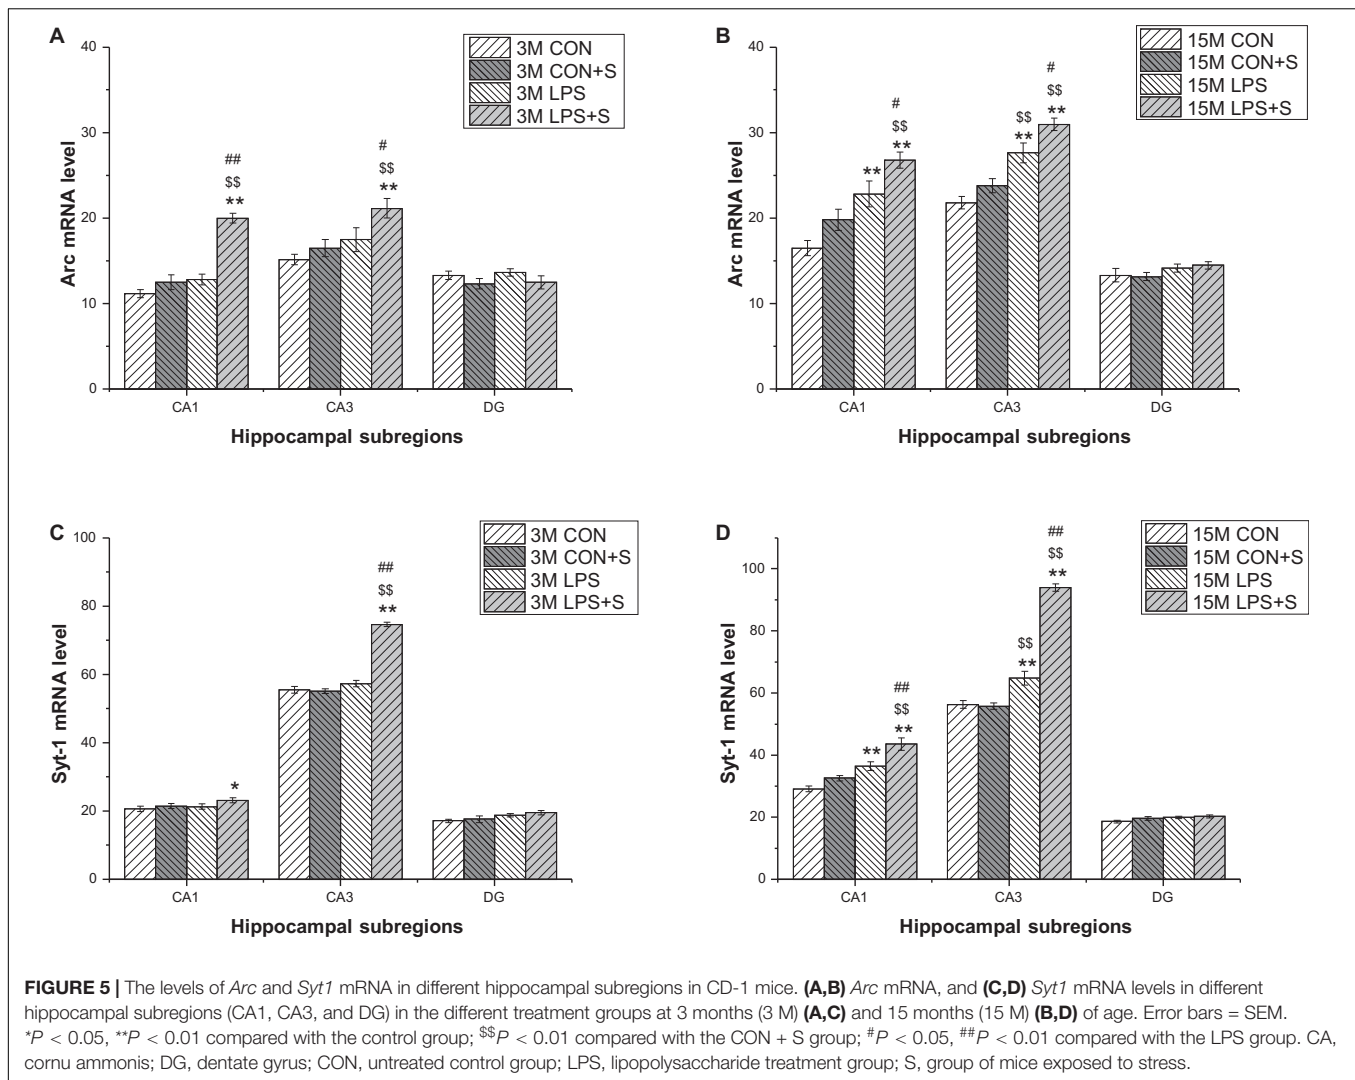 A
40
30
20
10
0
Arc mRNA level
##
$$
**
#
$$
**
3M CON
3M CON+S
3M LPS
3M LPS+S
CA1
CA3
DG
Hippocampal subregions
B
40
30
20
10
0
Arc mRNA level
**
#
$$
**
$$
**
#
$$
**
15M CON
15M CON+S
15M LPS
15M LPS+S
CA1
CA3
DG
Hippocampal subregions
C
100
80
60
40
20
0
Syt-1 mRNA level
*
##
$$
**
3M CON
3M CON+S
3M LPS
3M LPS+S
CA1
CA3
DG
Hippocampal subregions
D
100
80
60
40
20
0
Syt-1 mRNA level
**
##
$$
**
$$
**
##
$$
**
15M CON
15M CON+S
15M LPS
15M LPS+S
CA1
CA3
DG
Hippocampal subregions
FIGURE 5 | The levels of Arc and Syt1 mRNA in different hippocampal subregions in CD-1 mice. (A,B) Arc mRNA, and (C,D) Syt1 mRNA levels in different
hippocampal subregions (CA1, CA3, and DG) in the different treatment groups at 3 months (3 M) (A,C) and 15 months (15 M) (B,D) of age. Error bars = SEM.
*P < 0.05, **P < 0.01 compared with the control group; $$P < 0.01 compared with the CON + S group; #P < 0.05, ##P < 0.01 compared with the LPS group. CA,
cornu ammonis; DG, dentate gyrus; CON, untreated control group; LPS, lipopolysaccharide treatment group; S, group of mice exposed to stress.